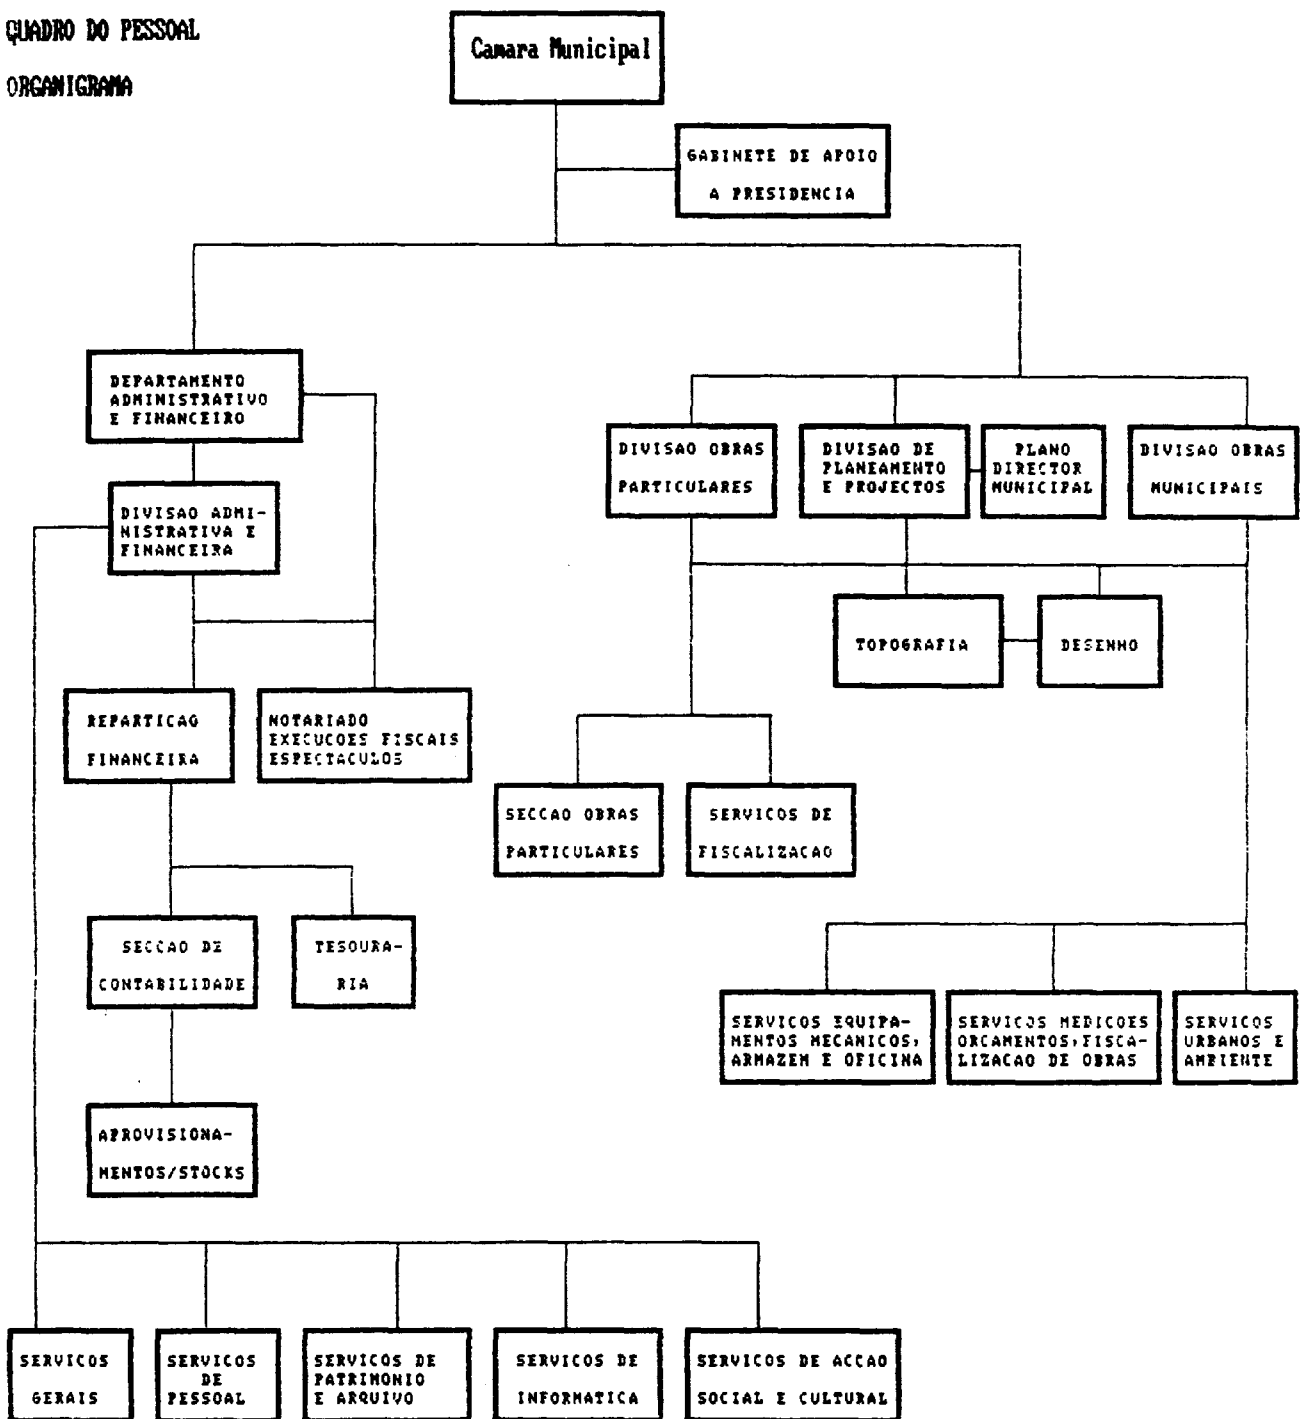 QUADRO DO PESSOAL
ORGANIGRAMA
Camara Municipal
GABINETE DE APOIO
A PRESIDENCIA
DEPARTAMENTO
ADMINISTRATIVO
E FINANCEIRO
DIVISAO OBRAS
PARTICULARES
DIVISAO DE
PLANEAMENTO
E PROJECTOS
PLANO
DIRECTOR
MUNICIPAL
DIVISAO OBRAS
MUNICIPAIS
DIVISAO ADMI-
NISTRATIVA E
FINANCEIRA
TOPOGRAFIA
DESENHO
REPARTICAO
FINANCEIRA
NOTARIADO
EXECUCOES FISCAIS
ESPECTACULOS
SECCAO OBRAS
PARTICULARES
SERVICOS DE
FISCALIZACAO
SECCAO DE
CONTABILIDADE
TESOURA-
RIA
SERVICOS EQUIPA-
MENTOS MECANICOS,
ARMAZEM E OFICINA
SERVICOS MEDICOES
ORCAMENTOS, FISCA-
LIZACAO DE OBRAS
SERVICOS
URBANOS E
AMBIENTE
APROVISIONA-
MENTOS/STOCKS
SERVICOS
GERAIS
SERVICOS
DE
PESSOAL
SERVICOS DE
PATRIMONIO
E ARQUIVO
SERVICOS DE
INFORMATICA
SERVICOS DE ACCAO
SOCIAL E CULTURAL